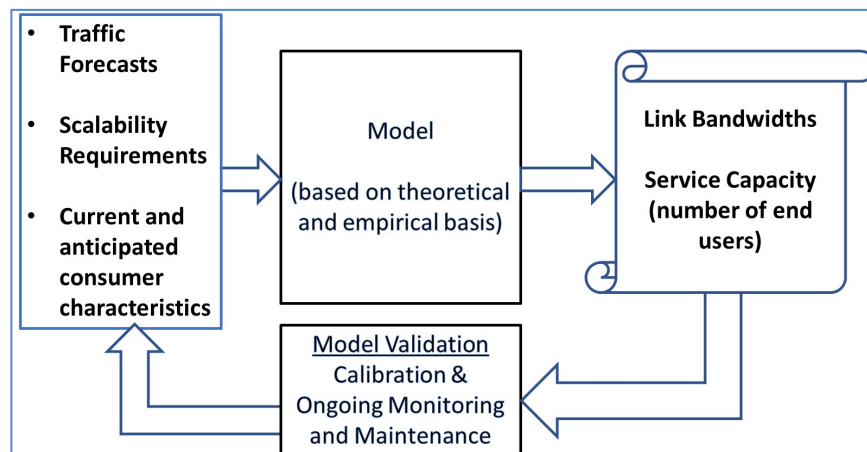 • Traffic
Forecasts
• Scalability
Requirements
• Current and
anticipated
consumer
characteristics
Model
(based on theoretical
and empirical basis)
Link Bandwidths
Service Capacity
(number of end
users)
Model Validation
Calibration &
Ongoing Monitoring
and Maintenance